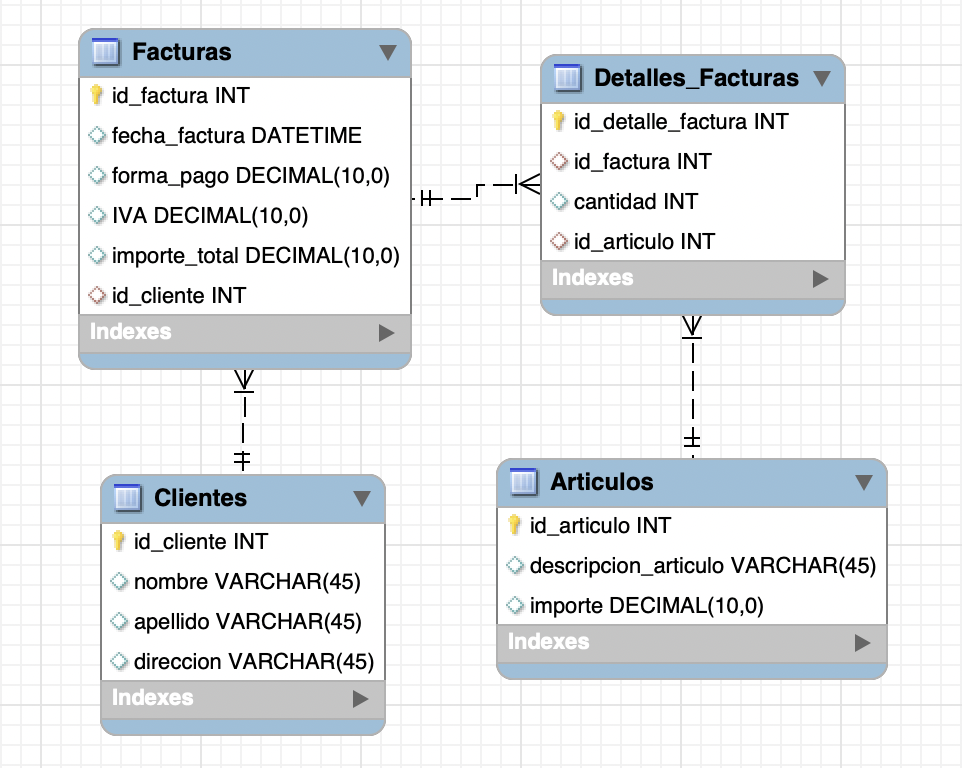 Facturas
id_factura INT
fecha_factura DATETIME
forma_pago DECIMAL(10,0)
IVA DECIMAL(10,0)
importe_total DECIMAL(10,0)
id_cliente INT
Indexes
Detalles_Facturas
id_detalle_factura INT
id_factura INT
cantidad INT
id_articulo INT
Indexes
Clientes
id_cliente INT
nombre VARCHAR(45)
apellido VARCHAR(45)
direccion VARCHAR(45)
Indexes
Articulos
id_articulo INT
descripcion_articulo VARCHAR(45)
importe DECIMAL(10,0)
Indexes